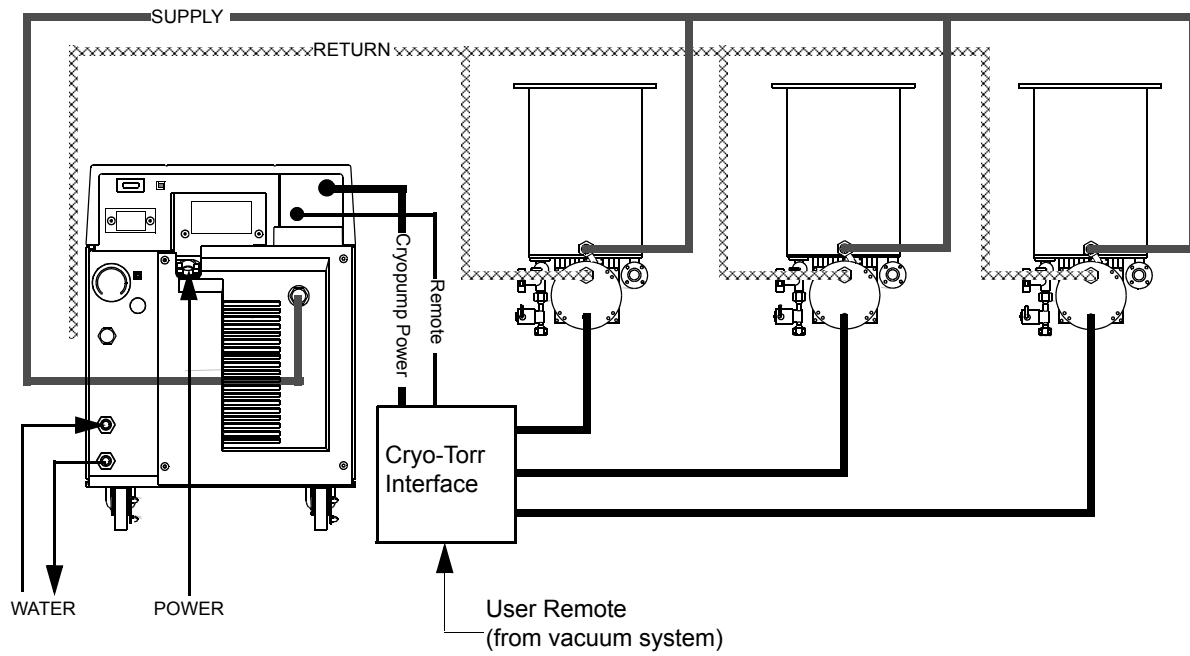 SUPPLY
RETURN
Cryopump Power
Remote
Cryo-Torr
Interface
WATER
POWER
User Remote
(from vacuum system)